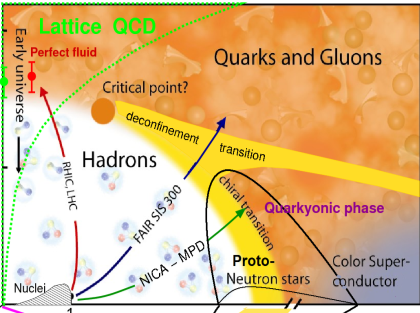 Lattice QCD
Early universe
Perfect fluid
Quarks and Gluons
Critical point?
deconfinement transition
Hadrons
RHIC, LHC
FAIR SIS 300
chiral transition
Quarkyonic phase
NICA – MPD
Proto-
Neutron stars
Color Super-
conductor
Nuclei
1